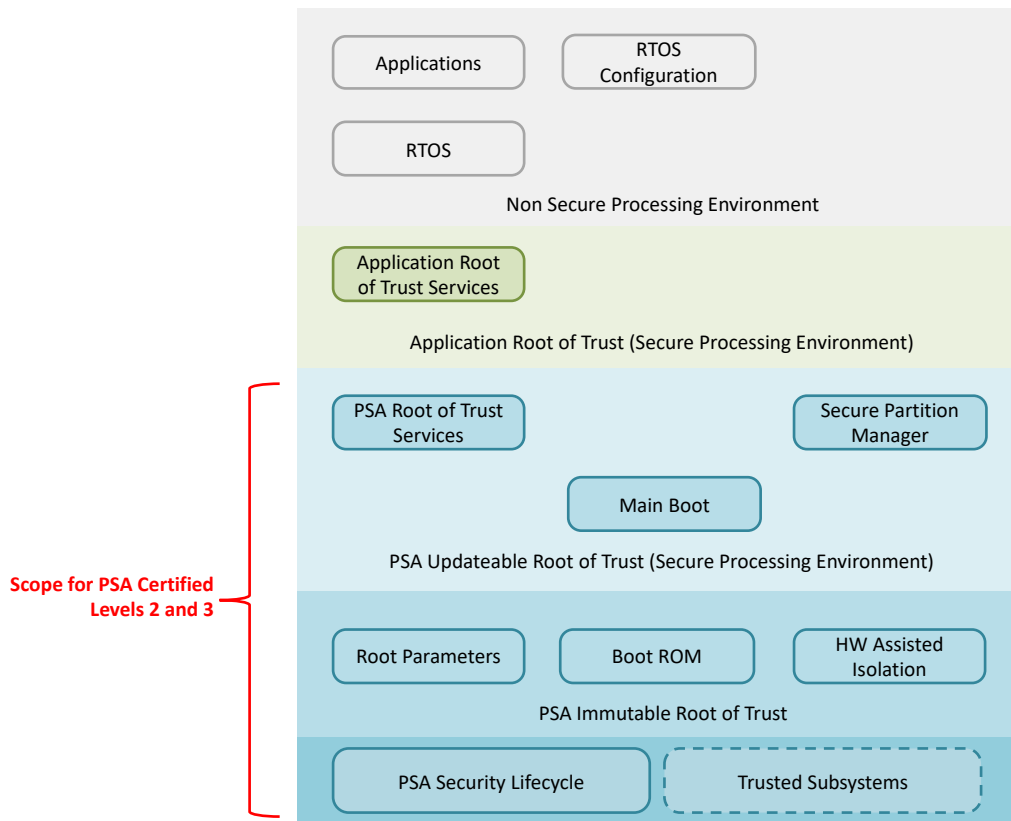 Applications
RTOS
Configuration
RTOS
Non Secure Processing Environment
Application Root
of Trust Services
Application Root of Trust (Secure Processing Environment)
PSA Root of Trust
Services
Secure Partition
Manager
Main Boot
PSA Updateable Root of Trust (Secure Processing Environment)
Scope for PSA Certified
Levels 2 and 3
Root Parameters
Boot ROM
HW Assisted
Isolation
PSA Immutable Root of Trust
PSA Security Lifecycle
Trusted Subsystems